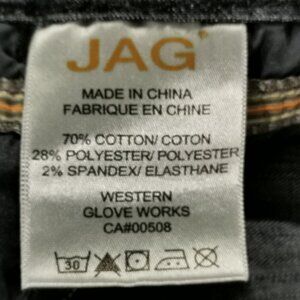 JAG
MADE IN CHINA
FABRIQUE EN CHINE
70% COTTON/ COTON
28% POLYESTER/ POLYESTER
2% SPANDEX/ ELASTHANE
WESTERN
GLOVE WORKS
CA#00508
30